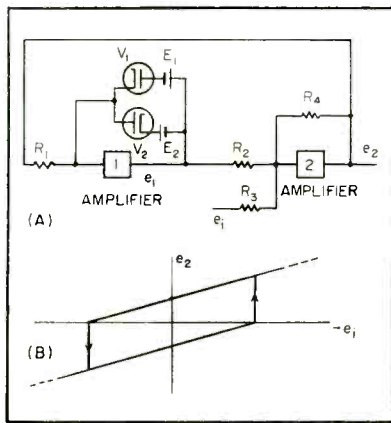 V₁
E₁
R₄
R₁
1
V₂
E₂
e₁
R₂
2
e₂
AMPLIFIER
R₃
AMPLIFIER
eᵢ
(A)
e₂
(B)
-eᵢ